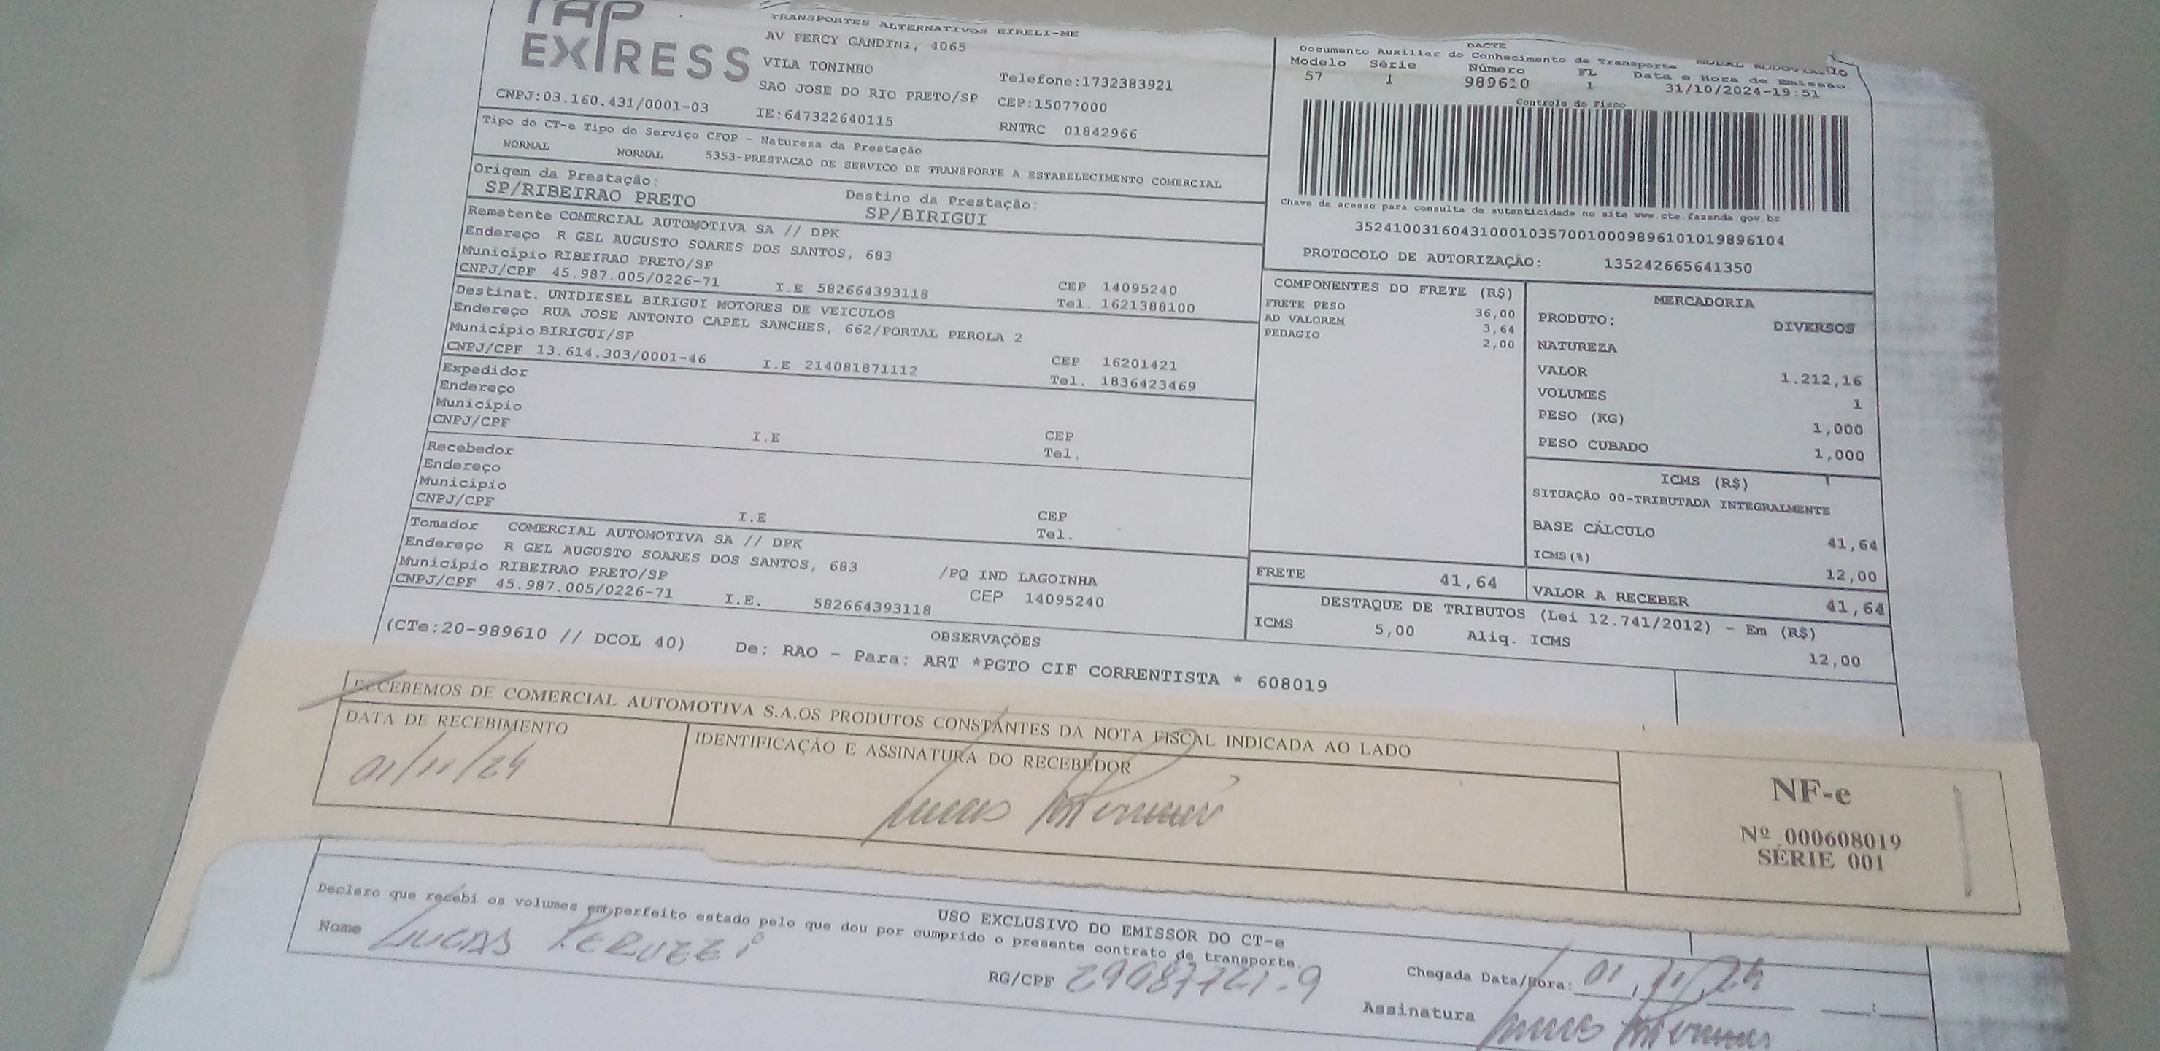 TAP
EXPRESS
TRANSPORTES ALTERNATIVOS EIRELI-ME
AV PERCY GANDINI, 4065
VILA TONINHO
Telefone:1732383921
SAO JOSE DO RIO PRETO/SP CEP:15077000
CNPJ:03.160.431/0001-03 IE:647322640115 RNTRC 01842966
DACTE
Documento Auxiliar do Conhecimento de Transporte
Modelo Série Número FL Data e Hora de Emissão
57 1 989610 1 31/10/2024-19:51
Controle do Fisco
Chave de acesso para consulta de autenticidade no site www.cte.fazenda.gov.br
35241003160431000103570010009896101019896104
PROTOCOLO DE AUTORIZAÇÃO: 135242665641350
Tipo do CT-e Tipo do Serviço CFOP - Natureza da Prestação
NORMAL NORMAL 5353-PRESTACAO DE SERVICO DE TRANSPORTE A ESTABELECIMENTO COMERCIAL
Origem da Prestação: Destino da Prestação:
SP/RIBEIRAO PRETO SP/BIRIGUI
Remetente COMERCIAL AUTOMOTIVA SA // DPK
Endereço R GEL AUGUSTO SOARES DOS SANTOS, 683
Município RIBEIRAO PRETO/SP CEP 14095240
CNPJ/CPF 45.987.005/0226-71 I.E 582664393118 Tel. 1621388100
Destinat. UNIDIESEL BIRIGUI MOTORES DE VEICULOS
Endereço RUA JOSE ANTONIO CAPEL SANCHES, 662/PORTAL PEROLA 2
Município BIRIGUI/SP CEP 16201421
CNPJ/CPF 13.614.303/0001-46 I.E 214081871112 Tel. 1836423469
Expedidor
Endereço
Município CEP
CNPJ/CPF I.E Tel.
Recebedor
Endereço
Município CEP
CNPJ/CPF I.E Tel.
Tomador COMERCIAL AUTOMOTIVA SA // DPK
Endereço R GEL AUGUSTO SOARES DOS SANTOS, 683 /PQ IND LAGOINHA
Município RIBEIRAO PRETO/SP CEP 14095240
CNPJ/CPF 45.987.005/0226-71 I.E. 582664393118
COMPONENTES DO FRETE (R$)
FRETE PESO 36,00
AD VALOREM 3,64
PEDAGIO 2,00
MERCADORIA
PRODUTO: DIVERSOS
NATUREZA
VALOR 1.212,16
VOLUMES 1
PESO (KG) 1,000
PESO CUBADO 1,000
ICMS (R$)
SITUAÇÃO 00-TRIBUTADA INTEGRALMENTE
BASE CÁLCULO 41,64
ICMS(%) 12,00
FRETE 41,64 VALOR A RECEBER 41,64
DESTAQUE DE TRIBUTOS (Lei 12.741/2012) - Em (R$)
ICMS 5,00 Aliq. ICMS 12,00
OBSERVAÇÕES
(CTe:20-989610 // DCOL 40) De: RAO - Para: ART *PGTO CIF CORRENTISTA * 608019
RECEBEMOS DE COMERCIAL AUTOMOTIVA S.A.OS PRODUTOS CONSTANTES DA NOTA FISCAL INDICADA AO LADO
DATA DE RECEBIMENTO IDENTIFICAÇÃO E ASSINATURA DO RECEBEDOR
01/11/24
NF-e
Nº 000608019
SÉRIE 001
USO EXCLUSIVO DO EMISSOR DO CT-e
Declaro que recebi os volumes em perfeito estado pelo que dou por cumprido o presente contrato de transporte.
Nome LUCAS PERUZZI
RG/CPF Chegada Data/Hora: 01/11/24
Assinatura